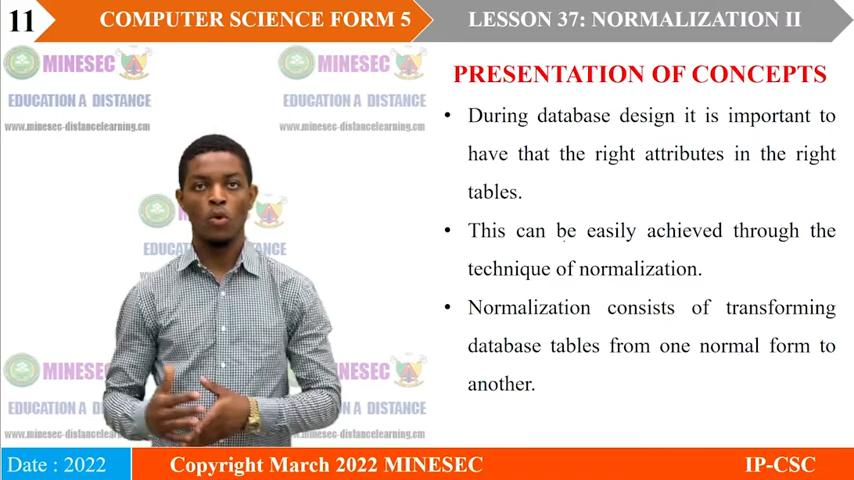 11
COMPUTER SCIENCE FORM 5
LESSON 37: NORMALIZATION II
MINESEC
MINESEC
EDUCATION A DISTANCE
EDUCATION A DISTANCE
www.minesec-distancelearning.cm
www.minesec-distancelearning.cm
PRESENTATION OF CONCEPTS
• During database design it is important to
have that the right attributes in the right
tables.
• This can be easily achieved through the
technique of normalization.
• Normalization consists of transforming
database tables from one normal form to
another.
MINESEC
MINESEC
EDUCATION A DISTANCE
www.minesec-distancelearning.cm
Date : 2022
Copyright March 2022 MINESEC
IP-CSC